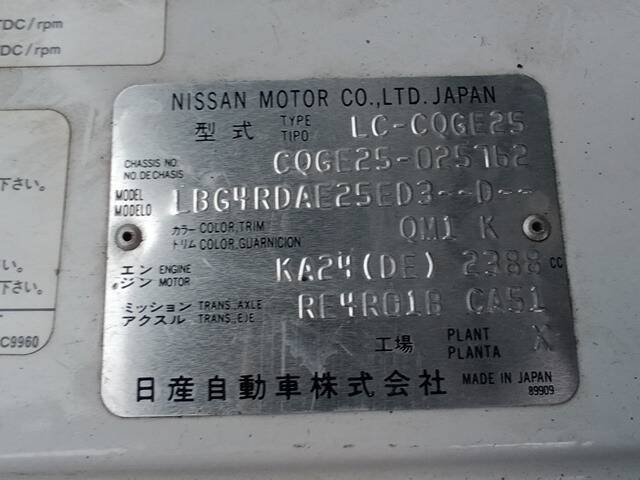 TDC/rpm
DC/rpm
下さい。
い。
下さい。
C9960
NISSAN MOTOR CO.,LTD. JAPAN
型式 TYPE TIPO LC-CQGE25
CHASSIS NO. NO. DE CHASIS CQGE25-025762
MODEL MODELO LBG4RDAE25ED3--D--
カラー COLOR,TRIM
トリム COLOR,GUARNICION QM1 K
エンジン ENGINE MOTOR KA24(DE) 2388 cc
ミッション TRANS.,AXLE
アクスル TRANS.,EJE RE4R01B CA51
工場 PLANT PLANTA X
日産自動車株式会社 MADE IN JAPAN
89909